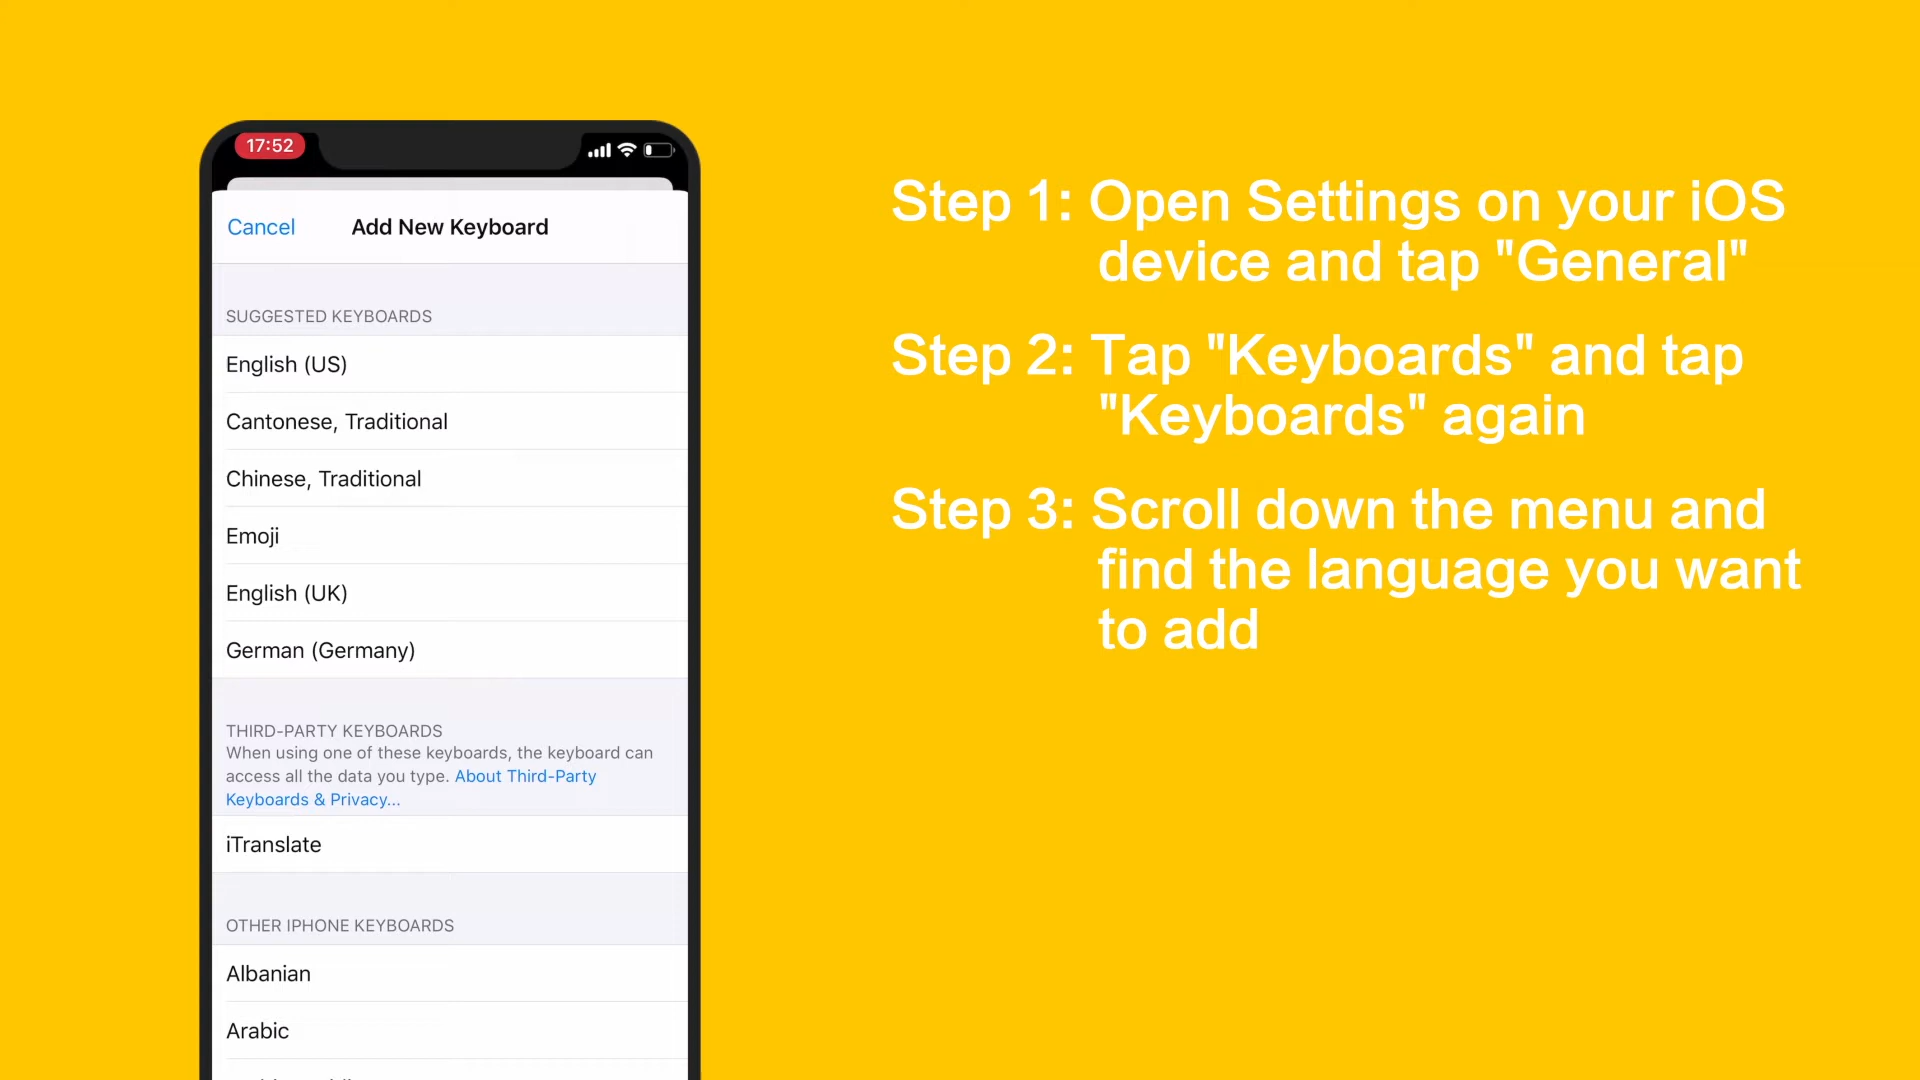 17:52
Cancel
Add New Keyboard
SUGGESTED KEYBOARDS
English (US)
Cantonese, Traditional
Chinese, Traditional
Emoji
English (UK)
German (Germany)
THIRD-PARTY KEYBOARDS
When using one of these keyboards, the keyboard can
access all the data you type. About Third-Party
Keyboards & Privacy...
iTranslate
OTHER IPHONE KEYBOARDS
Albanian
Arabic
Step 1: Open Settings on your iOS
device and tap "General"
Step 2: Tap "Keyboards" and tap
"Keyboards" again
Step 3: Scroll down the menu and
find the language you want
to add